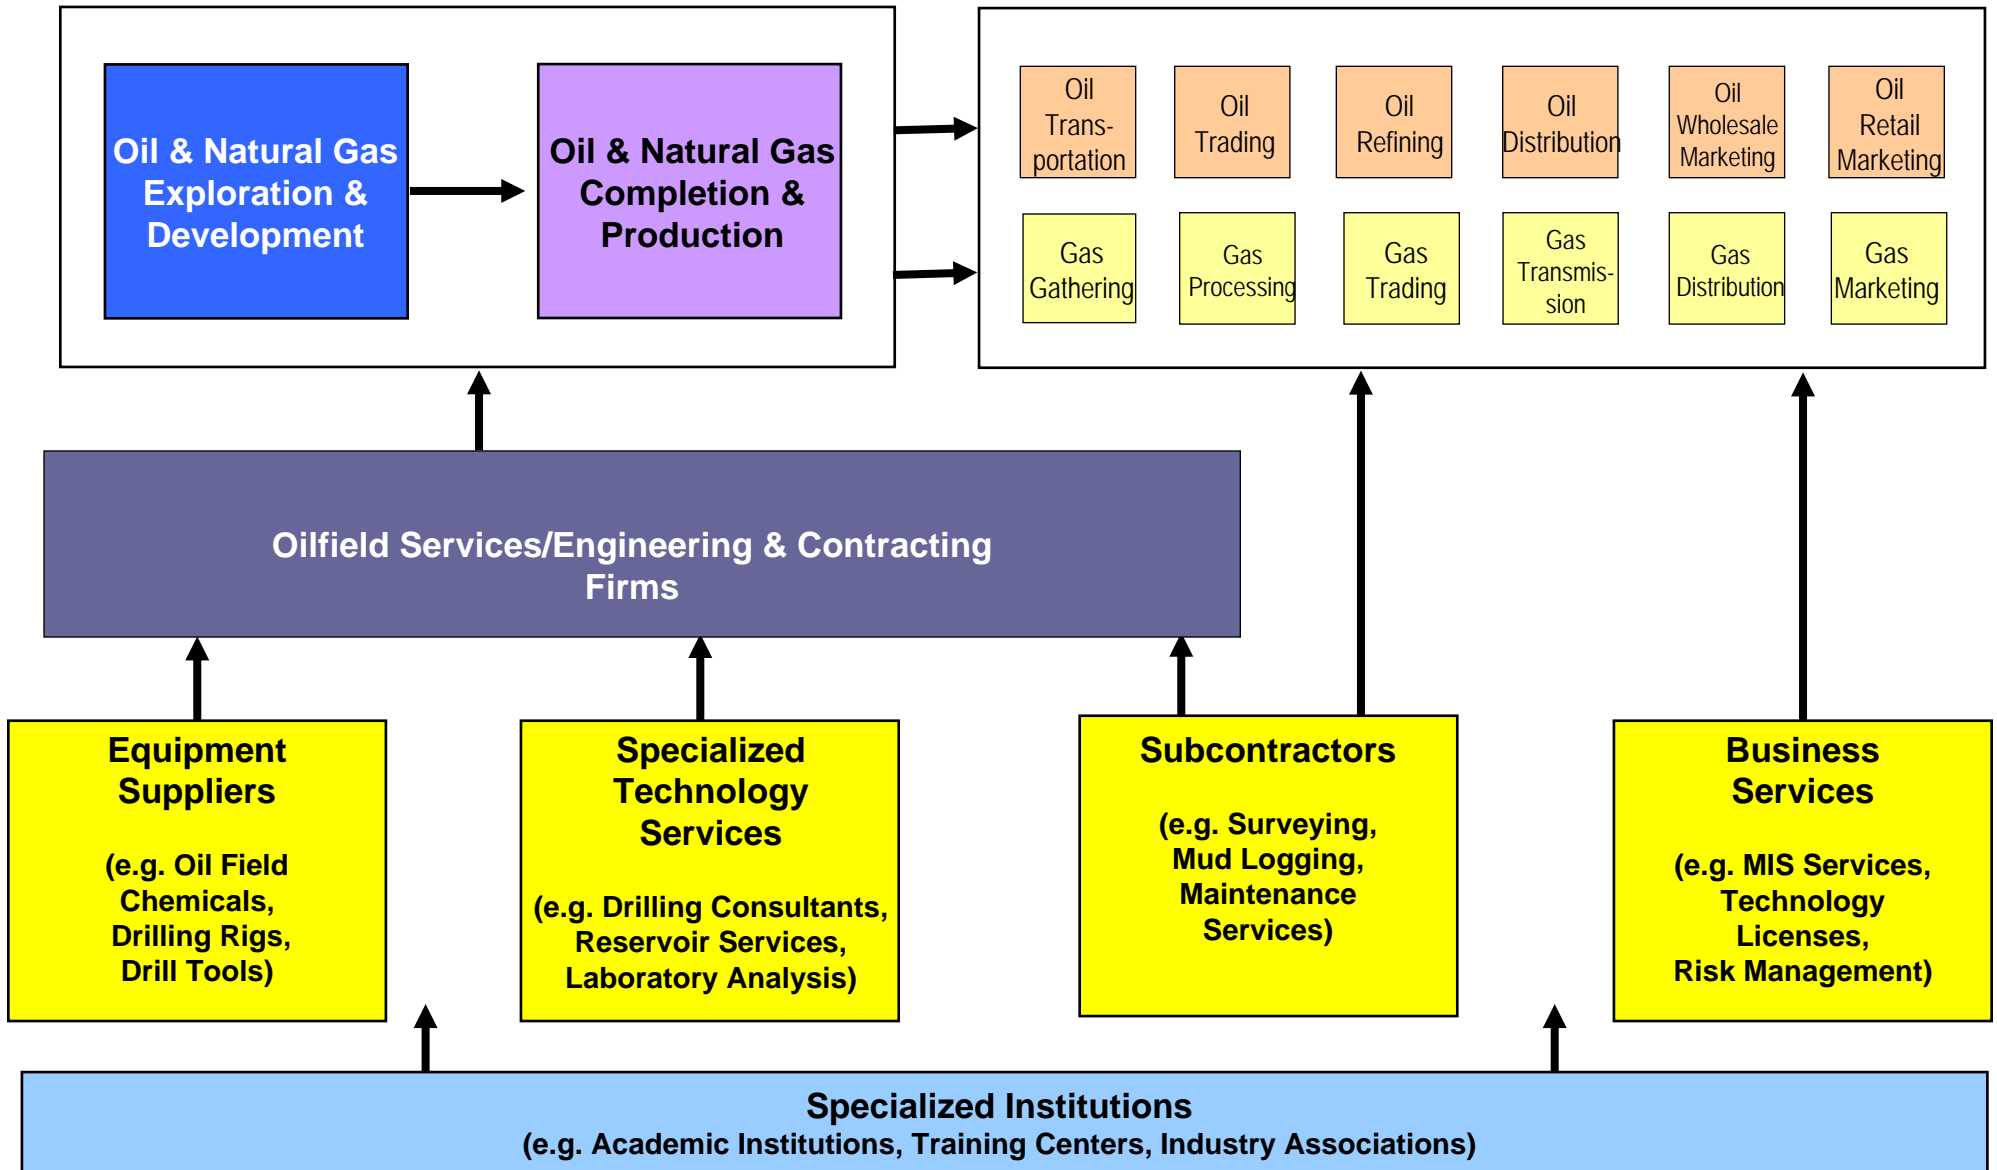 Oil & Natural Gas
Exploration &
Development
Oil & Natural Gas
Completion &
Production
Oil
Trans-
portation
Oil
Trading
Oil
Refining
Oil
Distribution
Oil
Wholesale
Marketing
Oil
Retail
Marketing
Gas
Gathering
Gas
Processing
Gas
Trading
Gas
Transmis-
sion
Gas
Distribution
Gas
Marketing
Oilfield Services/Engineering & Contracting
Firms
Equipment
Suppliers
(e.g. Oil Field
Chemicals,
Drilling Rigs,
Drill Tools)
Specialized
Technology
Services
(e.g. Drilling Consultants,
Reservoir Services,
Laboratory Analysis)
Subcontractors
(e.g. Surveying,
Mud Logging,
Maintenance
Services)
Business
Services
(e.g. MIS Services,
Technology
Licenses,
Risk Management)
Specialized Institutions
(e.g. Academic Institutions, Training Centers, Industry Associations)